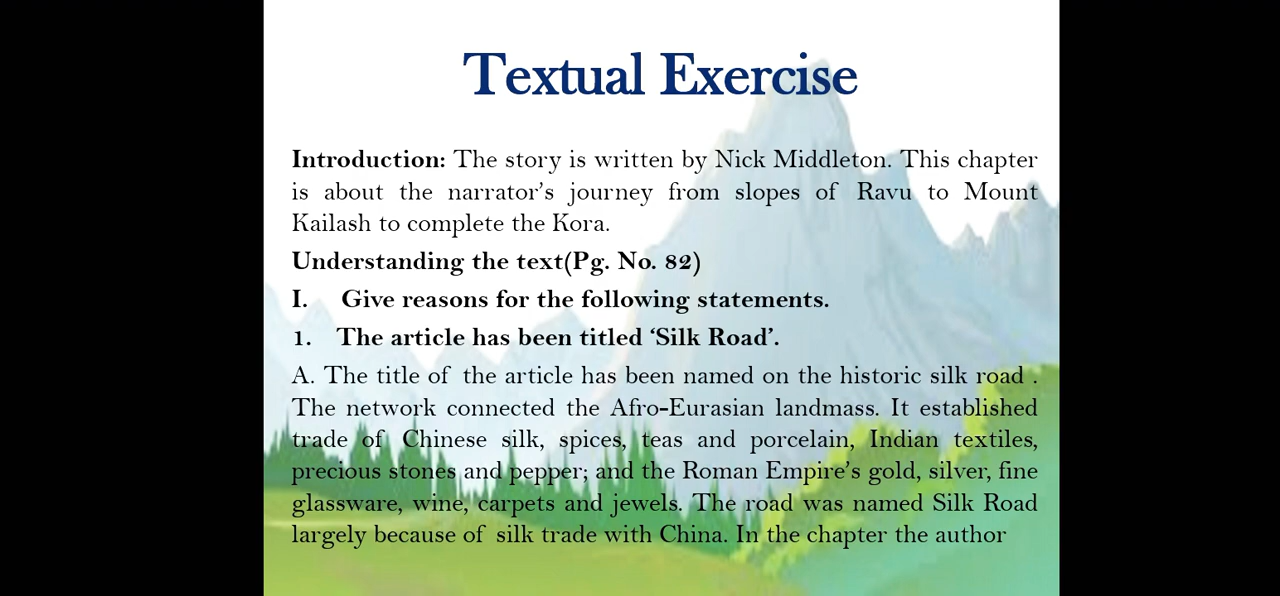 Textual Exercise
Introduction: The story is written by Nick Middleton. This chapter
is about the narrator's journey from slopes of Ravu to Mount
Kailash to complete the Kora.
Understanding the text(Pg. No. 82)
I. Give reasons for the following statements.
1. The article has been titled ‘Silk Road’.
A. The title of the article has been named on the historic silk road .
The network connected the Afro-Eurasian landmass. It established
trade of Chinese silk, spices, teas and porcelain, Indian textiles,
precious stones and pepper; and the Roman Empire's gold, silver, fine
glassware, wine, carpets and jewels. The road was named Silk Road
largely because of silk trade with China. In the chapter the author